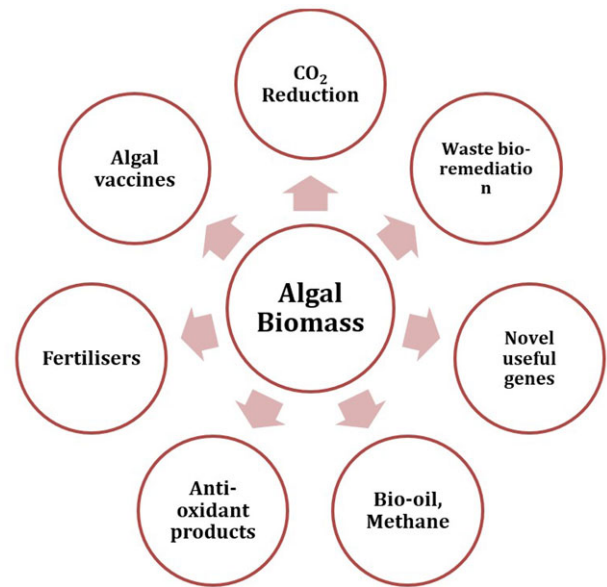 CO₂
Reduction
Waste bio-
remediatio
n
Novel
useful
genes
Bio-oil,
Methane
Anti-
oxidant
products
Fertilisers
Algal
vaccines
Algal
Biomass